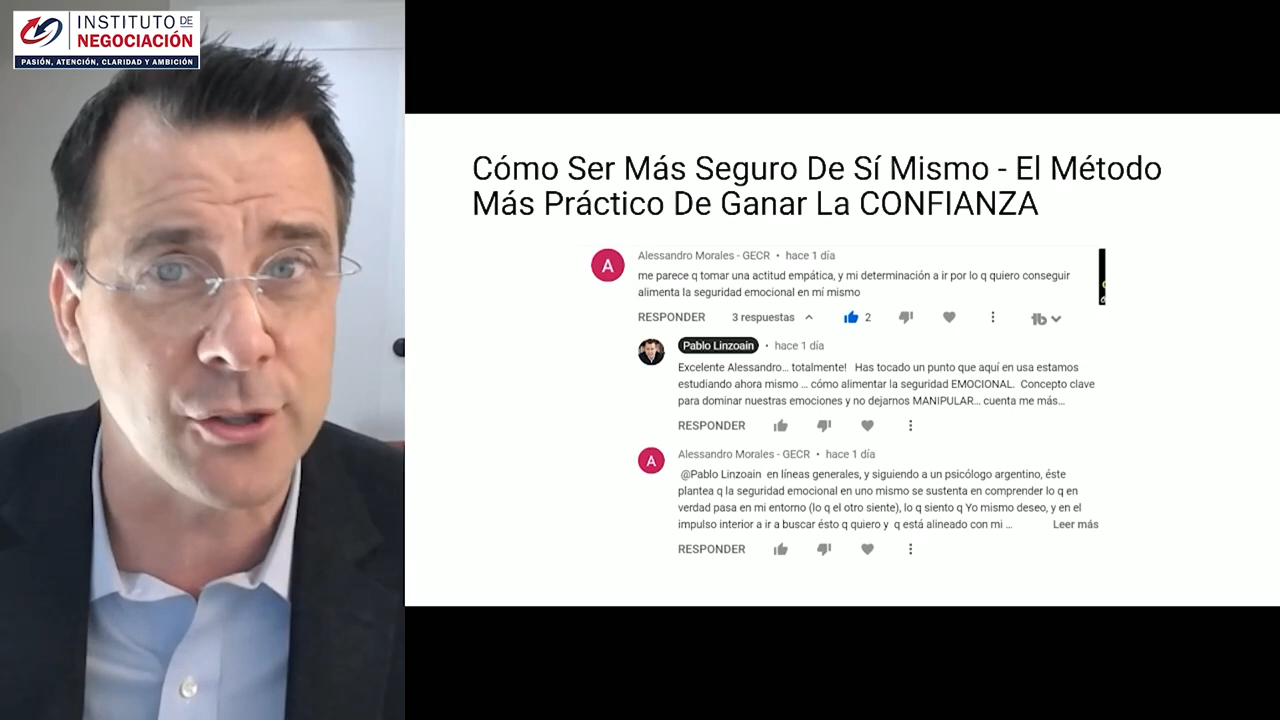 INSTITUTO DE
NEGOCIACIÓN
PASIÓN, ATENCIÓN, CLARIDAD Y AMBICIÓN
Cómo Ser Más Seguro De Sí Mismo - El Método
Más Práctico De Ganar La CONFIANZA
A
Alessandro Morales - GECR • hace 1 día
me parece q tomar una actitud empática, y mi determinación a ir por lo q quiero conseguir
alimenta la seguridad emocional en mí mismo
RESPONDER 3 respuestas 2
Pablo Linzoain • hace 1 día
Excelente Alessandro... totalmente! Has tocado un punto que aquí en usa estamos
estudiando ahora mismo ... cómo alimentar la seguridad EMOCIONAL. Concepto clave
para dominar nuestras emociones y no dejarnos MANIPULAR... cuenta me más...
RESPONDER
A
Alessandro Morales - GECR • hace 1 día
@Pablo Linzoain en líneas generales, y siguiendo a un psicólogo argentino, éste
plantea q la seguridad emocional en uno mismo se sustenta en comprender lo q en
verdad pasa en mi entorno (lo q el otro siente), lo q siento q Yo mismo deseo, y en el
impulso interior a ir a buscar ésto q quiero y q está alineado con mi ... Leer más
RESPONDER